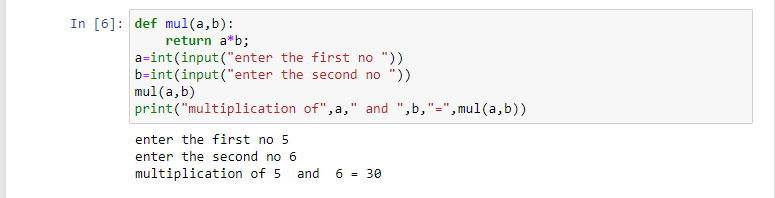 In [6]: def mul(a,b):
    return a*b;
a=int(input("enter the first no "))
b=int(input("enter the second no "))
mul(a,b)
print("multiplication of",a," and ",b,"=",mul(a,b))
enter the first no 5
enter the second no 6
multiplication of 5  and  6 = 30